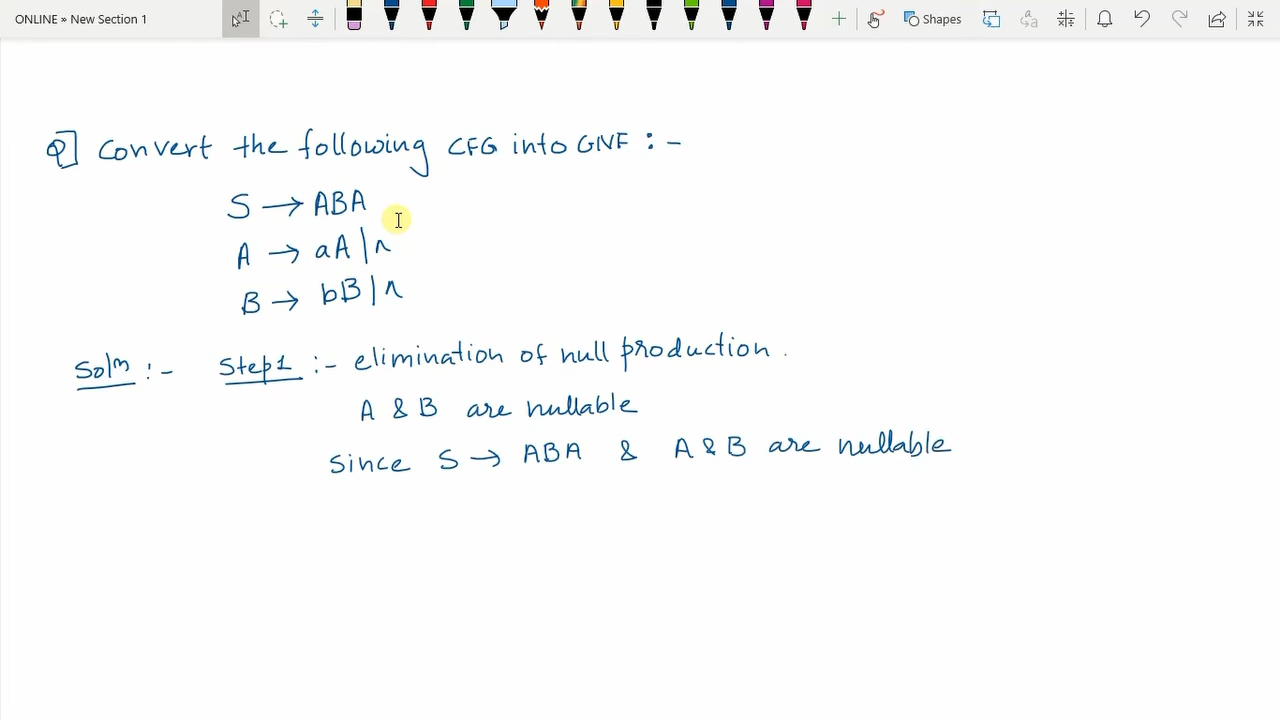 ONLINE » New Section 1
Shapes
Q] Convert the following CFG into GNF :-
S → ABA
A → aA | ʌ
B → bB | ʌ
Solⁿ :- Step1 :- elimination of null production.
A & B are nullable
Since S → ABA & A & B are nullable